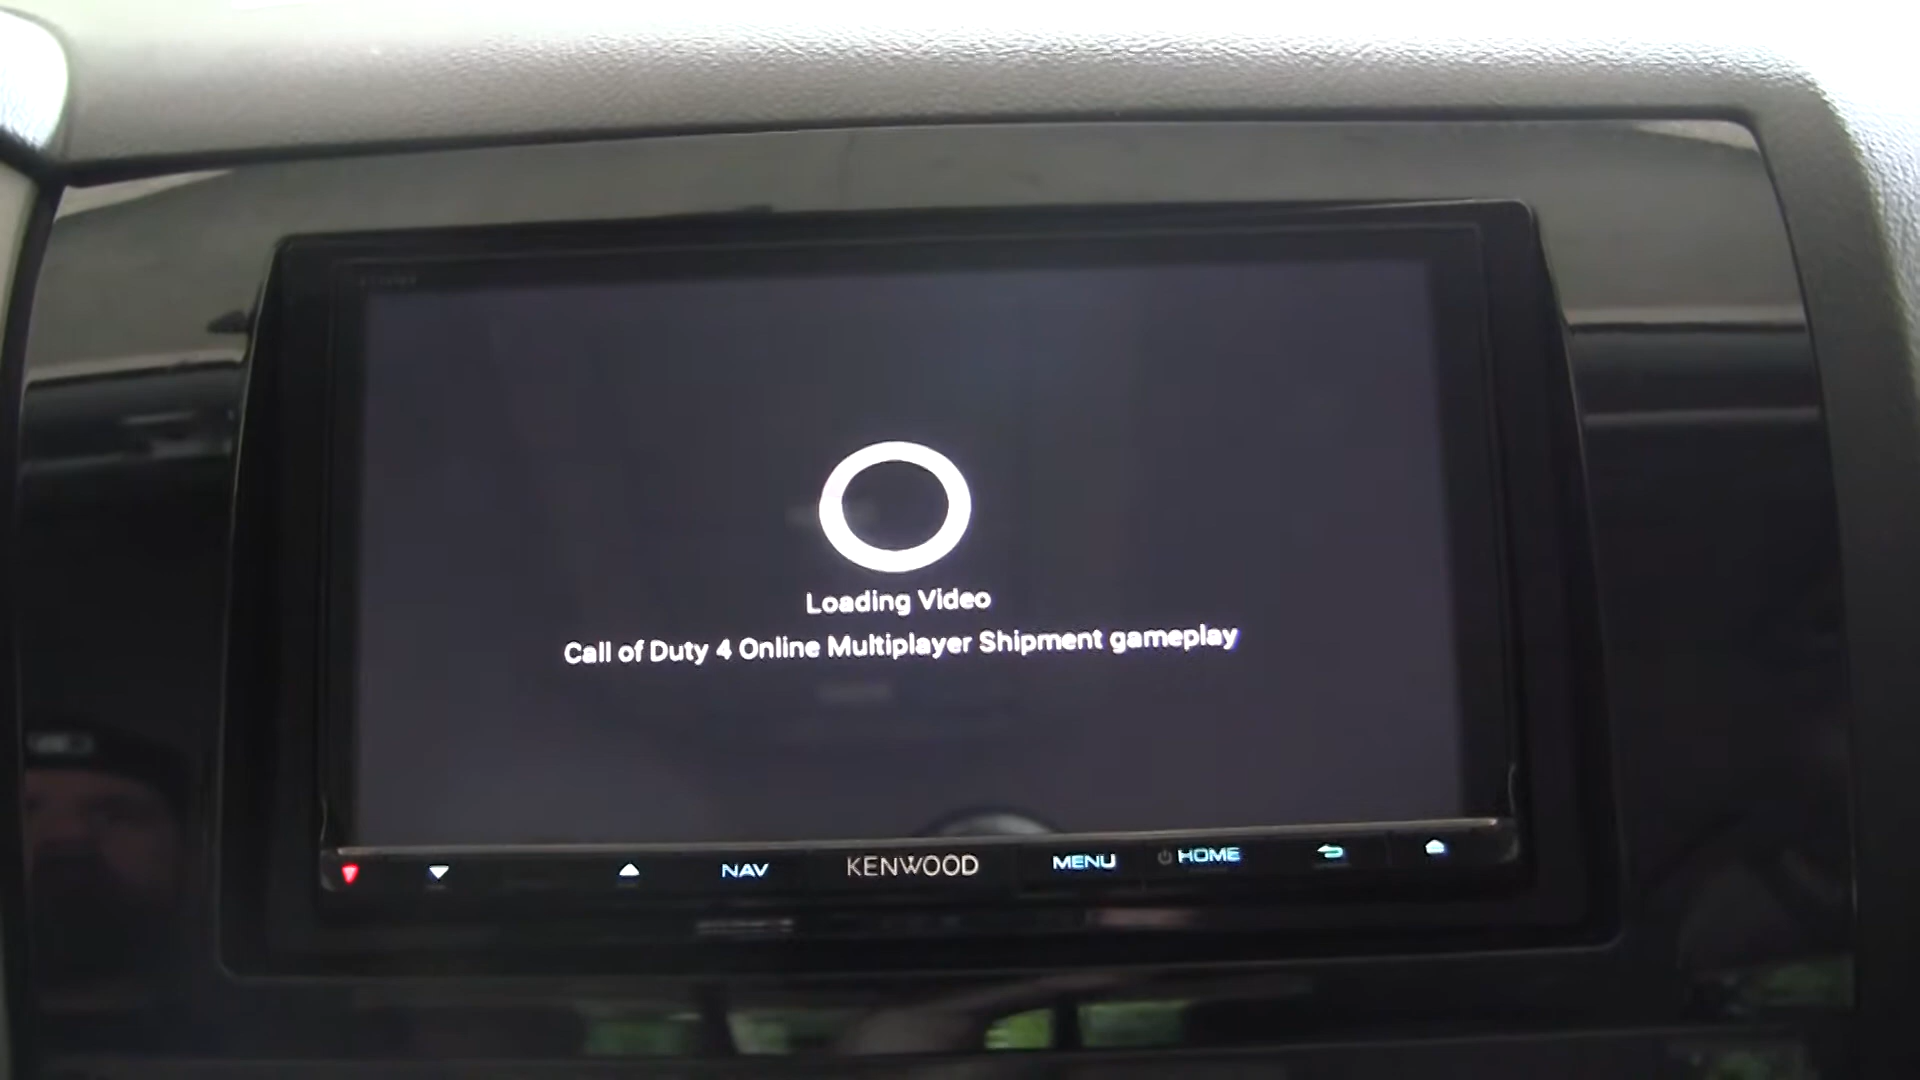 Loading Video
Call of Duty 4 Online Multiplayer Shipment gameplay
NAV KENWOOD MENU HOME